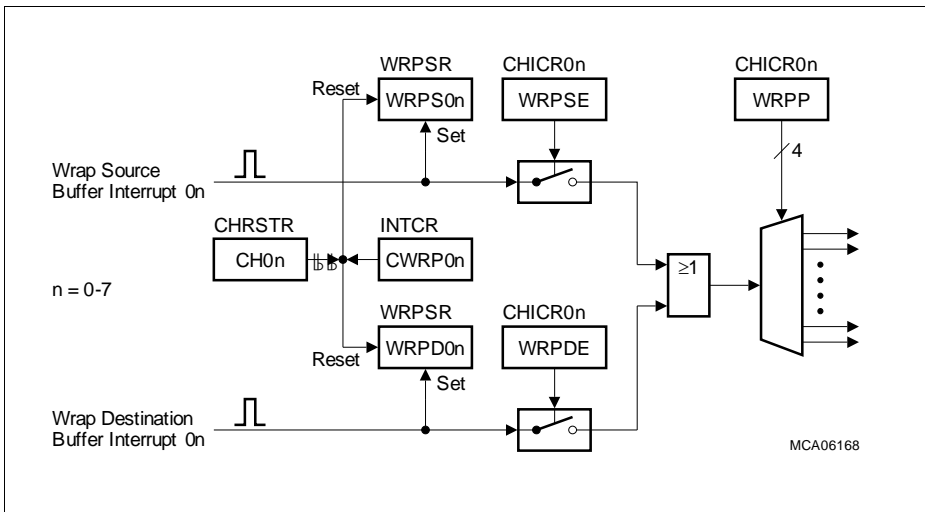 WRPSR
CHICR0n
CHICR0n
Reset
WRPS0n
WRPSE
WRPP
Set
4
Wrap Source
Buffer Interrupt 0n
CHRSTR
INTCR
CH0n
CWRP0n
≥1
n = 0-7
WRPSR
CHICR0n
Reset
WRPD0n
WRPDE
Set
Wrap Destination
Buffer Interrupt 0n
MCA06168